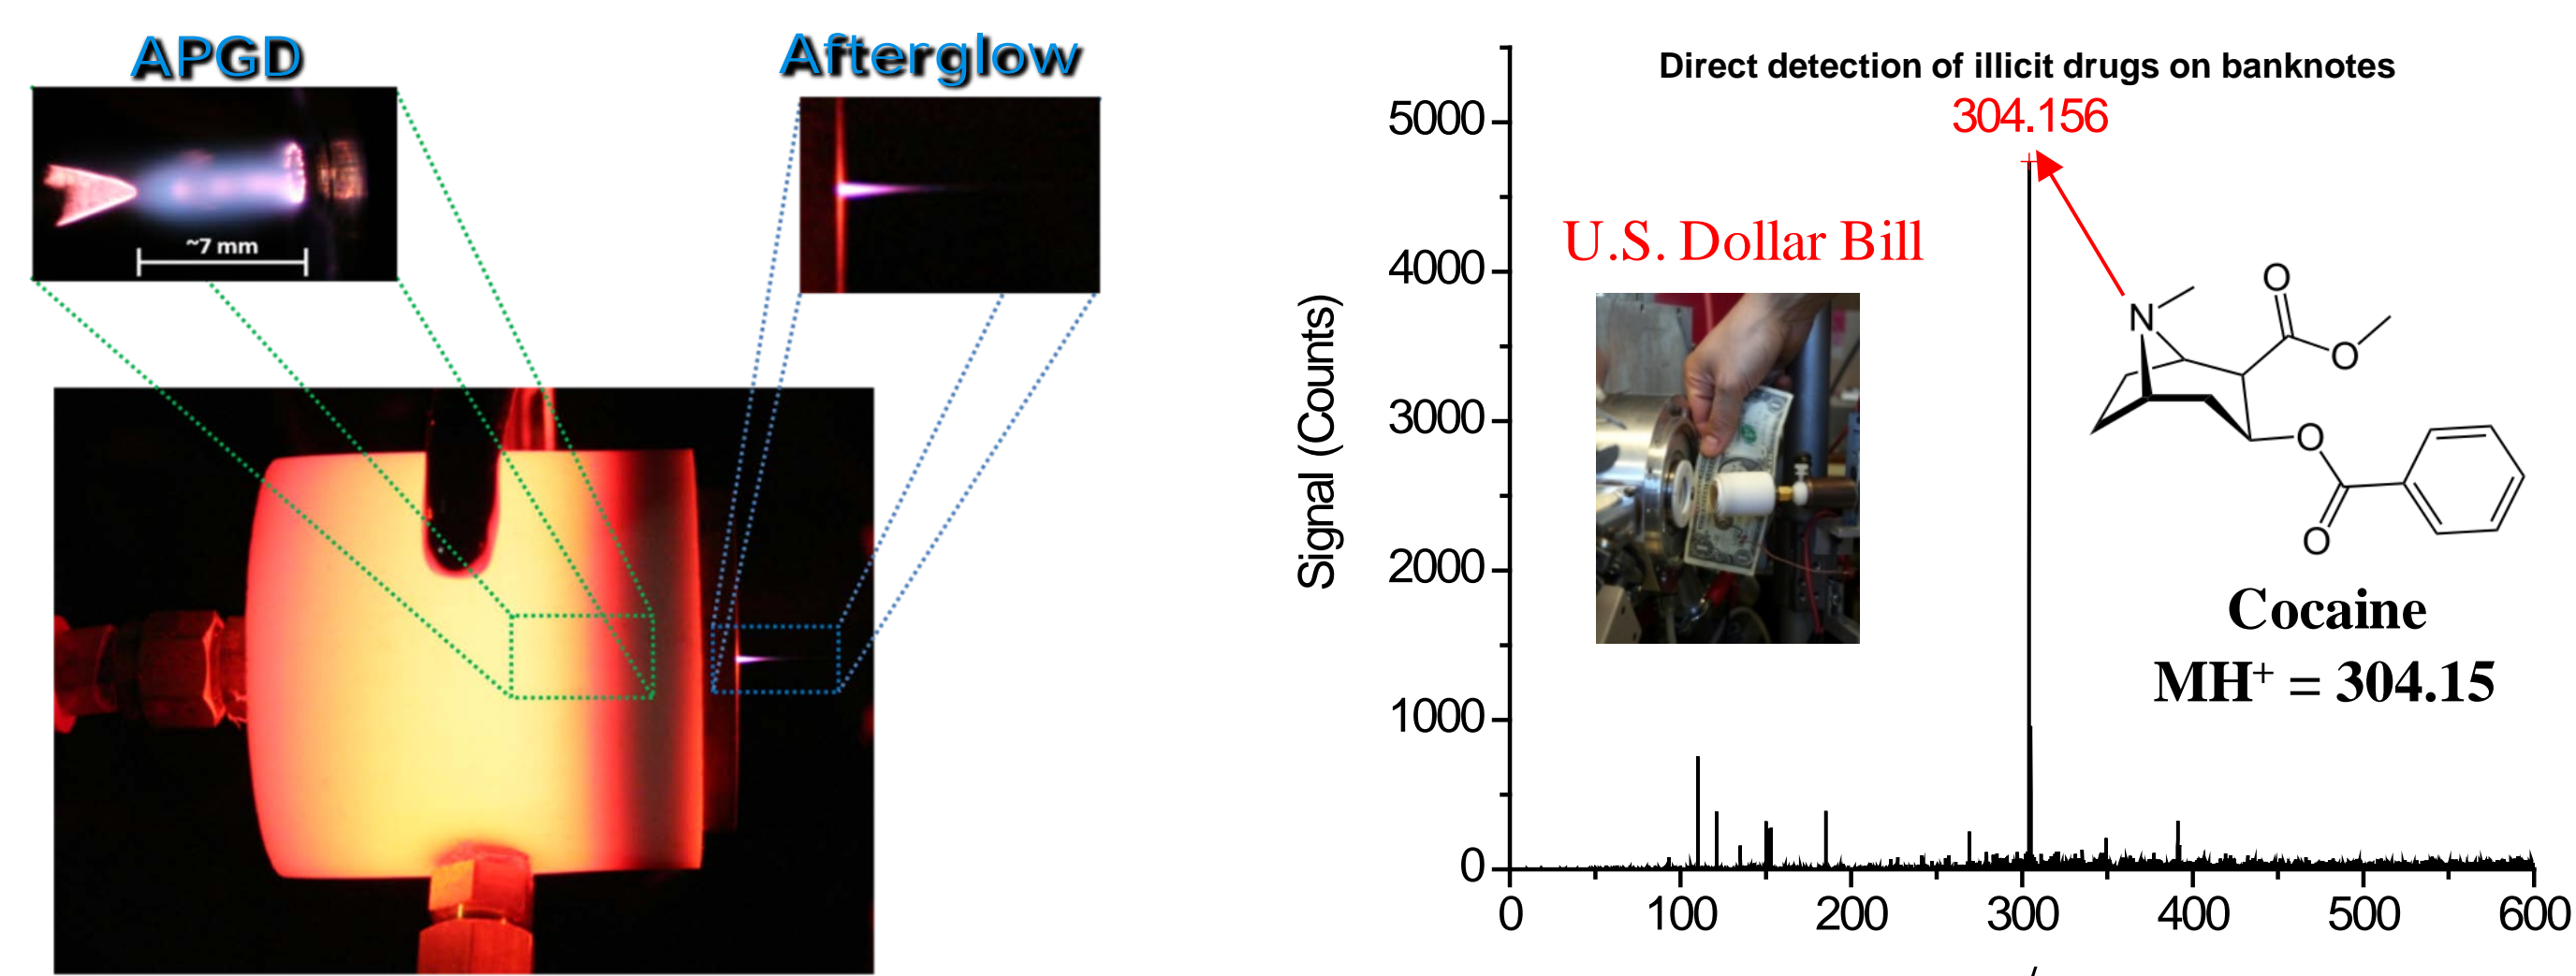 APGD
Afterglow
~7 mm
Direct detection of illicit drugs on banknotes
304.156
U.S. Dollar Bill
Signal (Counts)
5000
4000
3000
2000
1000
0
N
O
O
O
O
Cocaine
MH⁺ = 304.15
0 100 200 300 400 500 600